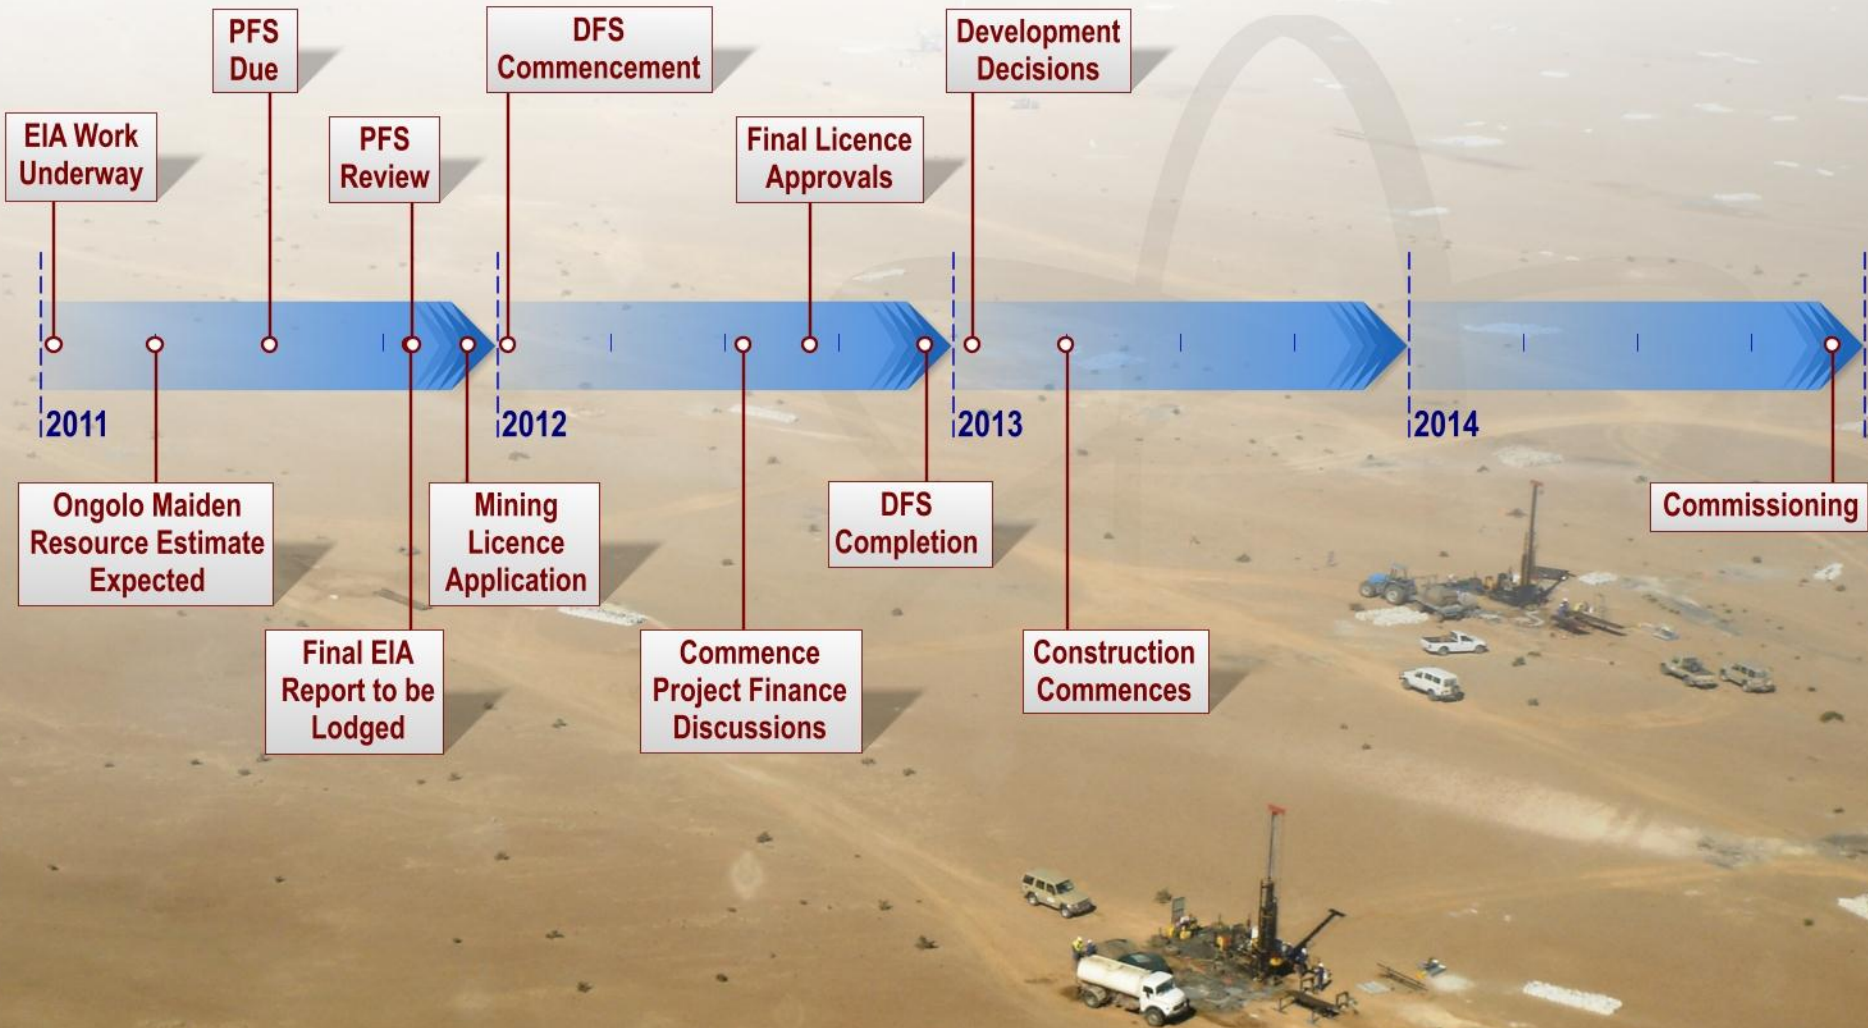 PFS
Due
DFS
Commencement
Development
Decisions
EIA Work
Underway
PFS
Review
Final Licence
Approvals
2011
2012
2013
2014
Ongolo Maiden
Resource Estimate
Expected
Mining
Licence
Application
DFS
Completion
Commissioning
Final EIA
Report to be
Lodged
Commence
Project Finance
Discussions
Construction
Commences